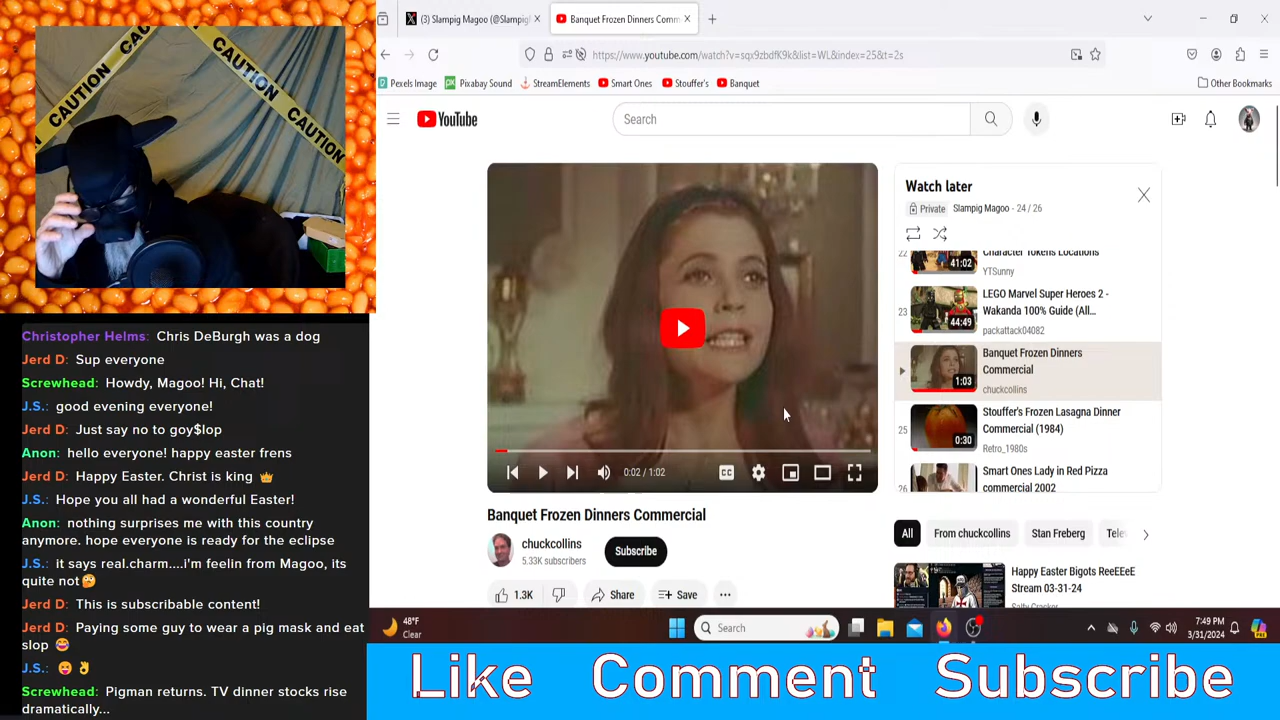 CAUTION
CAUTION
CAUTION
CAUTION
Christopher Helms: Chris DeBurgh was a dog
Jerd D: Sup everyone
Screwhead: Howdy, Magoo! Hi, Chat!
J.S.: good evening everyone!
Jerd D: Just say no to goy$lop
Anon: hello everyone! happy easter frens
Jerd D: Happy Easter. Christ is king 👑
J.S.: Hope you all had a wonderful Easter!
Anon: nothing surprises me with this country
anymore. hope everyone is ready for the eclipse
J.S.: it says real.charm....i'm feelin from Magoo, its
quite not🤔
Jerd D: This is subscribable content!
Jerd D: Paying some guy to wear a pig mask and eat
slop 😂
J.S.: 😛 👌
Screwhead: Pigman returns. TV dinner stocks rise
dramatically...
(3) Slampig Magoo (@Slampig
Banquet Frozen Dinners Comm
https://www.youtube.com/watch?v=sqx9zbdfK9k&list=WL&index=25&t=2s
Pexels Image
Pixabay Sound
StreamElements
Smart Ones
Stouffer's
Banquet
Other Bookmarks
YouTube
Search
0:02 / 1:02
CC
Banquet Frozen Dinners Commercial
chuckcollins
5.33K subscribers
Subscribe
1.3K
Share
Save
Watch later
Private
Slampig Magoo - 24 / 26
22
41:02
Character Tokens Locations
YTSunny
23
44:49
LEGO Marvel Super Heroes 2 -
Wakanda 100% Guide (All...
packattack04082
1:03
Banquet Frozen Dinners
Commercial
chuckcollins
25
0:30
Stouffer's Frozen Lasagna Dinner
Commercial (1984)
Retro_1980s
26
Smart Ones Lady in Red Pizza
commercial 2002
All
From chuckcollins
Stan Freberg
Tele
Happy Easter Bigots ReeEEeE
Stream 03-31-24
Salty Cracker
48°F
Clear
Search
7:49 PM
3/31/2024
Like Comment Subscribe